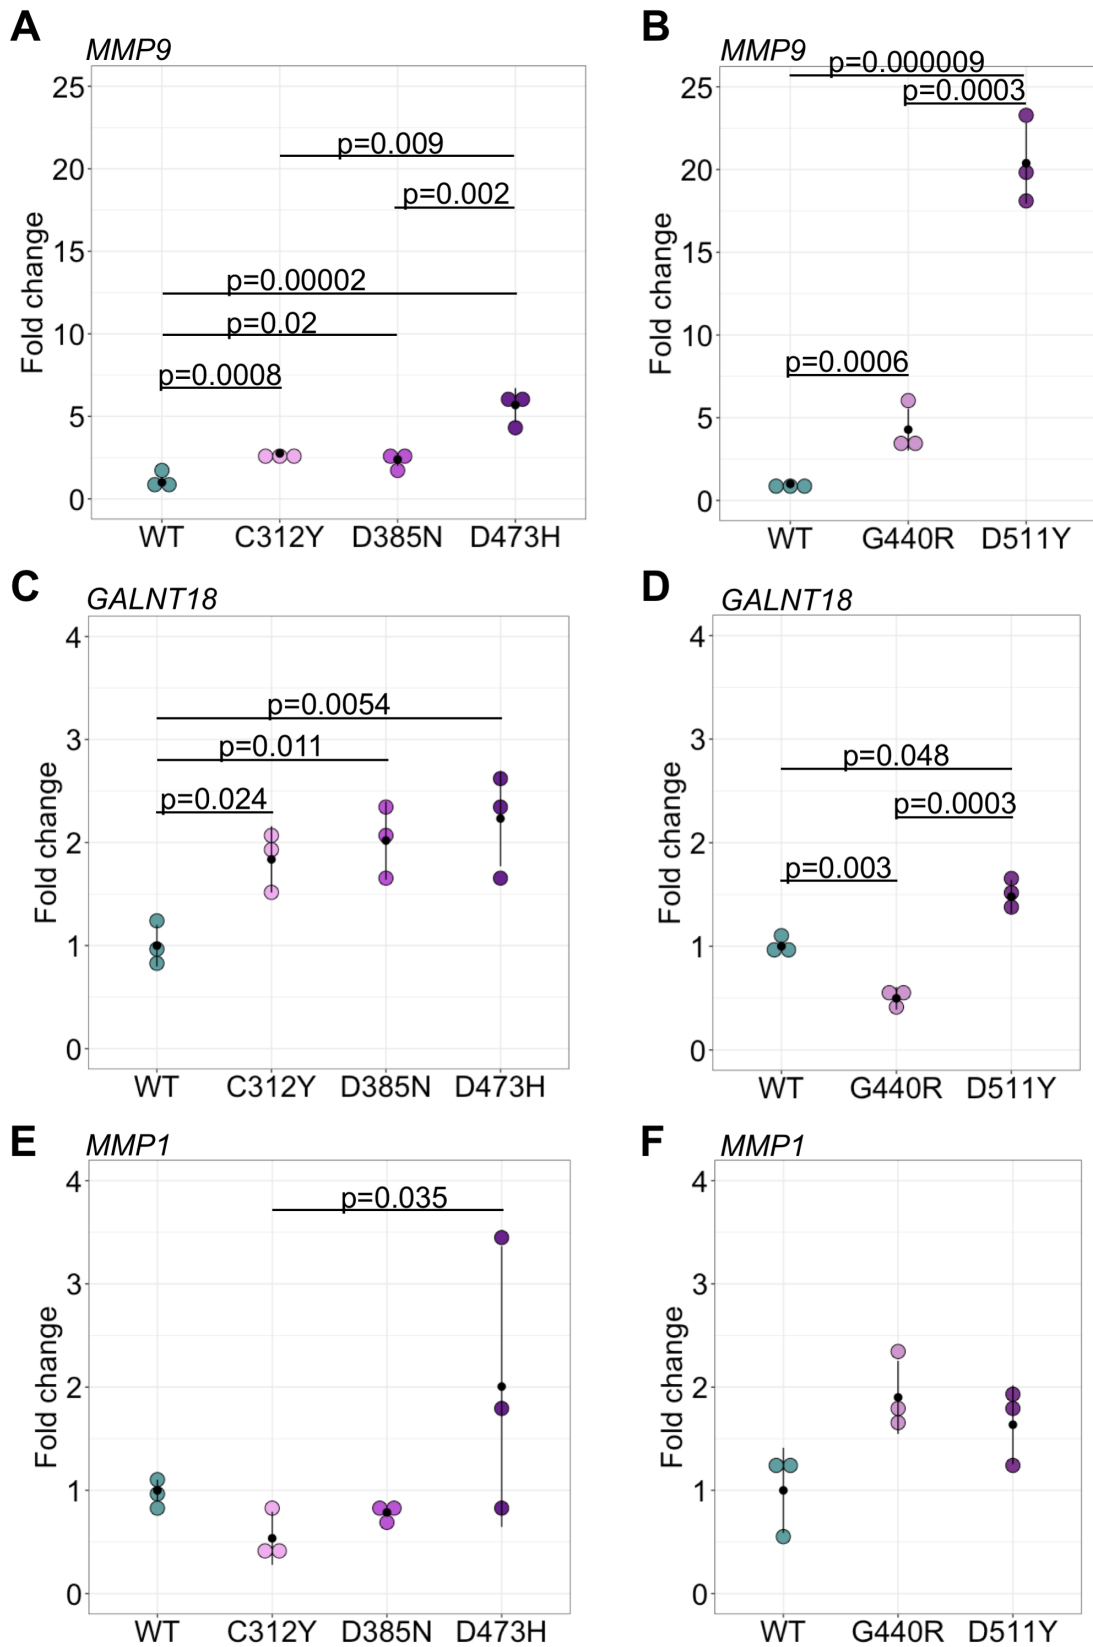 A
MMP9
Fold change
25
20
15
10
5
0
p=0.009
p=0.002
p=0.00002
p=0.02
p=0.0008
WT C312Y D385N D473H
B
MMP9
Fold change
25
20
15
10
5
0
p=0.000009
p=0.0003
p=0.0006
WT G440R D511Y
C
GALNT18
Fold change
4
3
2
1
0
p=0.0054
p=0.011
p=0.024
WT C312Y D385N D473H
D
GALNT18
Fold change
4
3
2
1
0
p=0.048
p=0.0003
p=0.003
WT G440R D511Y
E
MMP1
Fold change
4
3
2
1
0
p=0.035
WT C312Y D385N D473H
F
MMP1
Fold change
4
3
2
1
0
WT G440R D511Y